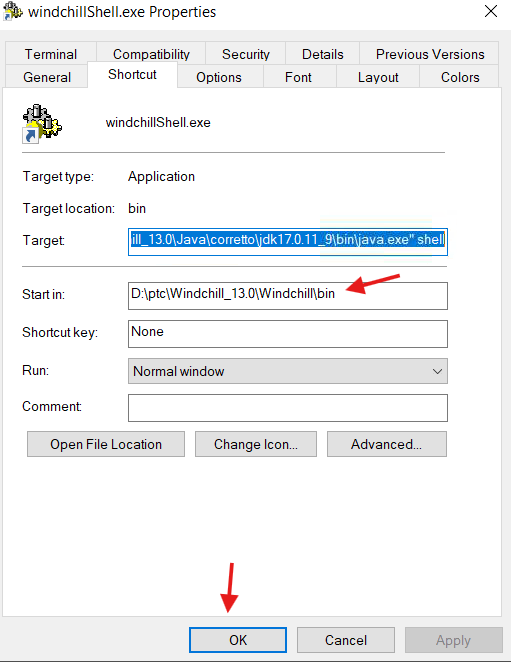 windchillShell.exe Properties
Terminal Compatibility Security Details Previous Versions
General Shortcut Options Font Layout Colors
windchillShell.exe
Target type: Application
Target location: bin
Target: ill_13.0\Java\corretto\jdk17.0.11_9\bin\java.exe" shell
Start in: D:\ptc\Windchill_13.0\Windchill\bin
Shortcut key: None
Run: Normal window
Comment:
Open File Location Change Icon... Advanced...
OK Cancel Apply